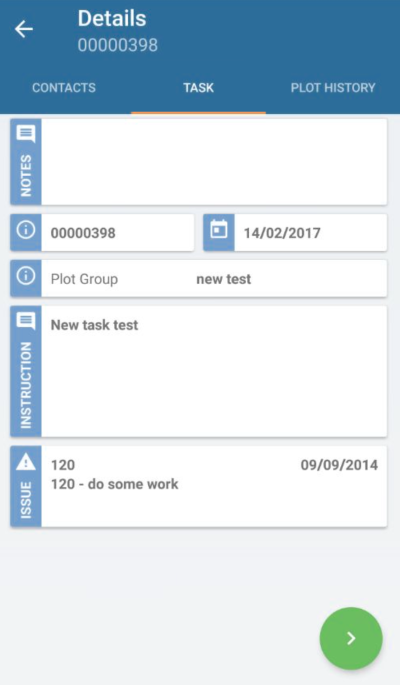 Details
00000398
CONTACTS TASK PLOT HISTORY
NOTES
00000398 14/02/2017
Plot Group new test
INSTRUCTION
New task test
ISSUE
120 09/09/2014
120 - do some work